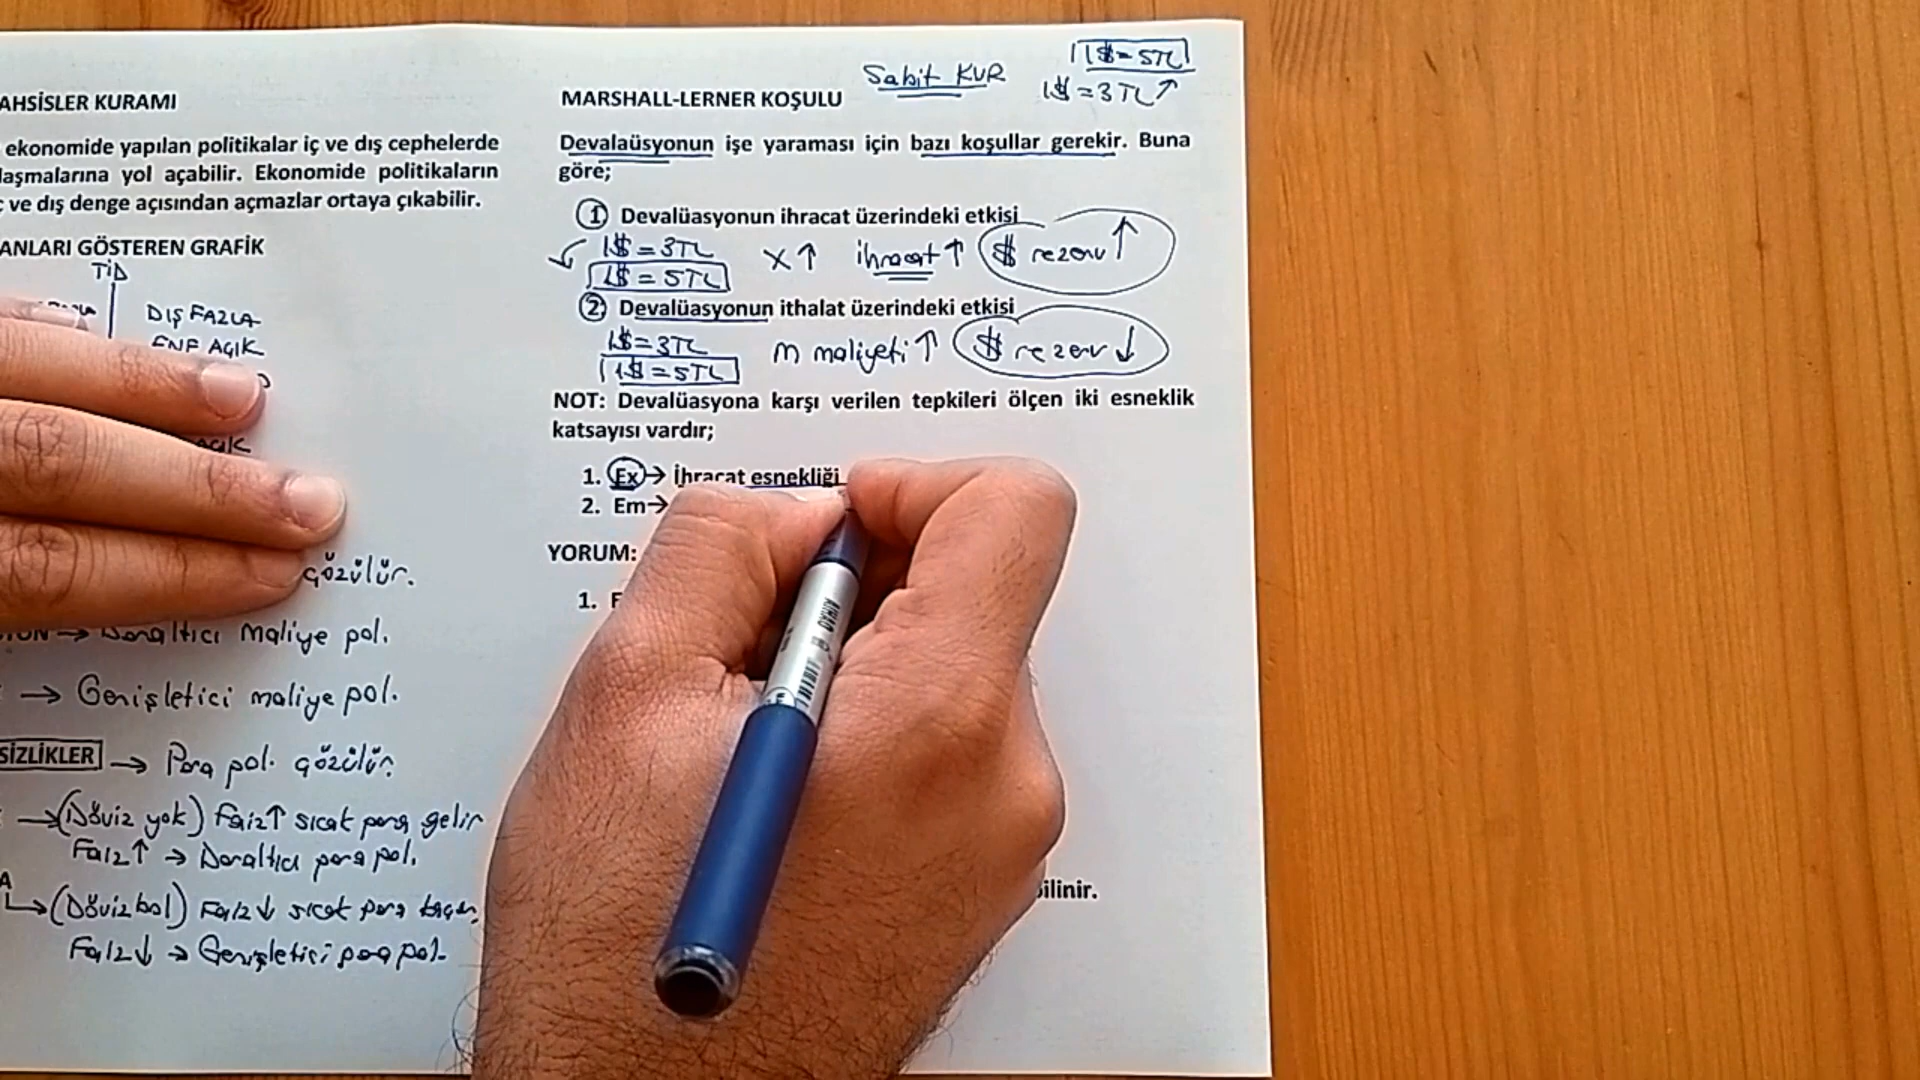 AHSİSLER KURAMI
ekonomide yapılan politikalar iç ve dış cephelerde
laşmalarına yol açabilir. Ekonomide politikaların
ç ve dış denge açısından açmazlar ortaya çıkabilir.
ANLARI GÖSTEREN GRAFİK
TİD
DIŞ FAZLA
ENF AÇIK
AÇIK
çözülür.
→ Daraltıcı maliye pol.
→ Genişletici maliye pol.
SİZLİKLER → Para pol. çözülür.
→ (Döviz yok) Faiz↑ sıcak para gelir
Faiz↑ → Daraltıcı para pol.
A
→ (Döviz bol) Faiz↓ sıcak para
Faiz↓ → Genişletici para pol.
Sabit KUR
1$ = 5TL
1$ = 3TL↑
MARSHALL-LERNER KOŞULU
Devalaüsyonun işe yaraması için bazı koşullar gerekir. Buna
göre;
1 Devalüasyonun ihracat üzerindeki etkisi
1$ = 3TL X↑ ihracat↑ $ rezerv↑
1$ = 5TL
2 Devalüasyonun ithalat üzerindeki etkisi
1$ = 3TL m maliyeti↑ $ rezerv↓
1$ = 5TL
NOT: Devalüasyona karşı verilen tepkileri ölçen iki esneklik
katsayısı vardır;
1. Ex→ İhracat esnekliği
2. Em→
YORUM:
1.
bilinir.